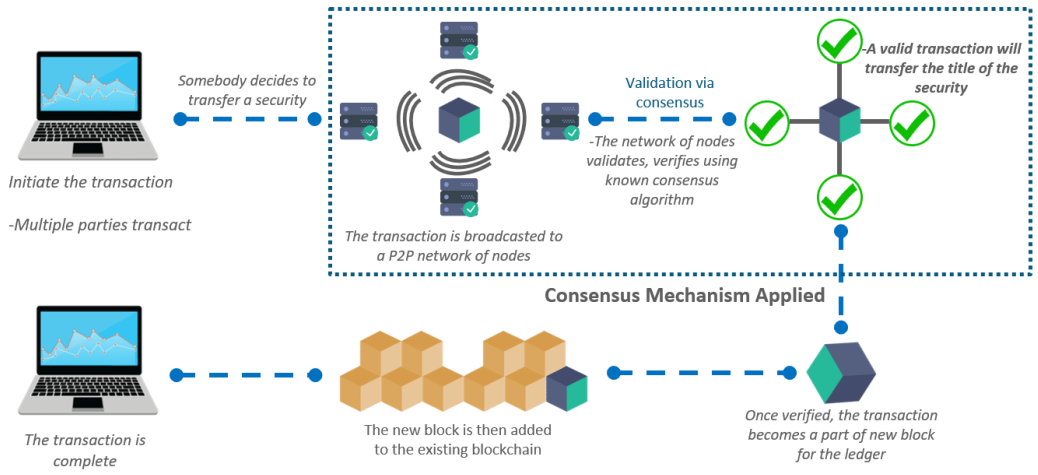 Initiate the transaction
-Multiple parties transact
Somebody decides to
transfer a security
The transaction is broadcasted to
a P2P network of nodes
Validation via
consensus
-The network of nodes
validates, verifies using
known consensus
algorithm
-A valid transaction will
transfer the title of the
security
Consensus Mechanism Applied
Once verified, the transaction
becomes a part of new block
for the ledger
The new block is then added
to the existing blockchain
The transaction is
complete